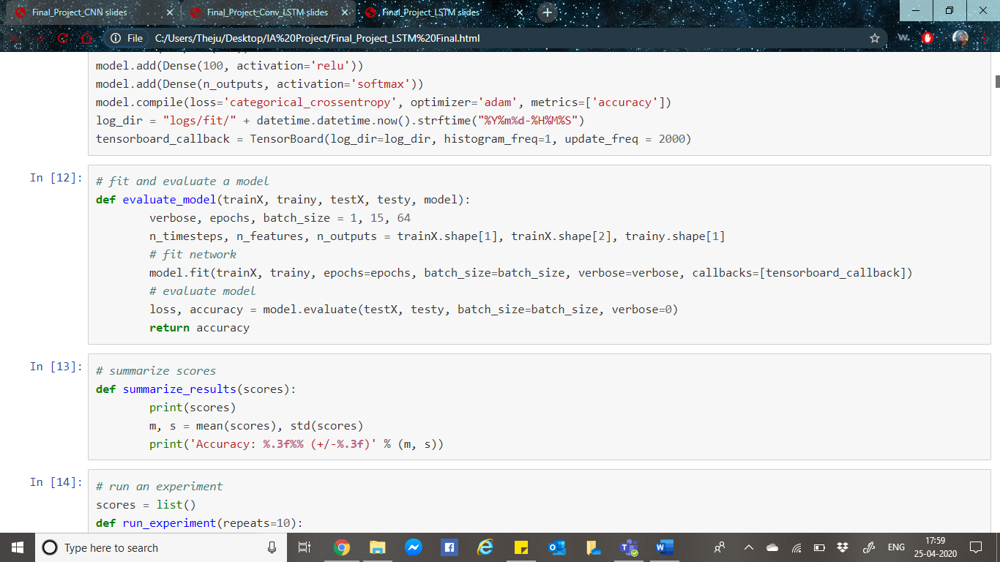 Final_Project_CNN slides
Final_Project_Conv_LSTM slides
Final_Project_LSTM slides
File C:/Users/Theju/Desktop/IA%20Project/Final_Project_LSTM%20Final.html
model.add(Dense(100, activation='relu'))
model.add(Dense(n_outputs, activation='softmax'))
model.compile(loss='categorical_crossentropy', optimizer='adam', metrics=['accuracy'])
log_dir = "logs/fit/" + datetime.datetime.now().strftime("%Y%m%d-%H%M%S")
tensorboard_callback = TensorBoard(log_dir=log_dir, histogram_freq=1, update_freq = 2000)
In [12]:
# fit and evaluate a model
def evaluate_model(trainX, trainy, testX, testy, model):
verbose, epochs, batch_size = 1, 15, 64
n_timesteps, n_features, n_outputs = trainX.shape[1], trainX.shape[2], trainy.shape[1]
# fit network
model.fit(trainX, trainy, epochs=epochs, batch_size=batch_size, verbose=verbose, callbacks=[tensorboard_callback])
# evaluate model
loss, accuracy = model.evaluate(testX, testy, batch_size=batch_size, verbose=0)
return accuracy
In [13]:
# summarize scores
def summarize_results(scores):
print(scores)
m, s = mean(scores), std(scores)
print('Accuracy: %.3f%% (+/-%.3f)' % (m, s))
In [14]:
# run an experiment
scores = list()
def run_experiment(repeats=10):
Type here to search
ENG
17:59
25-04-2020